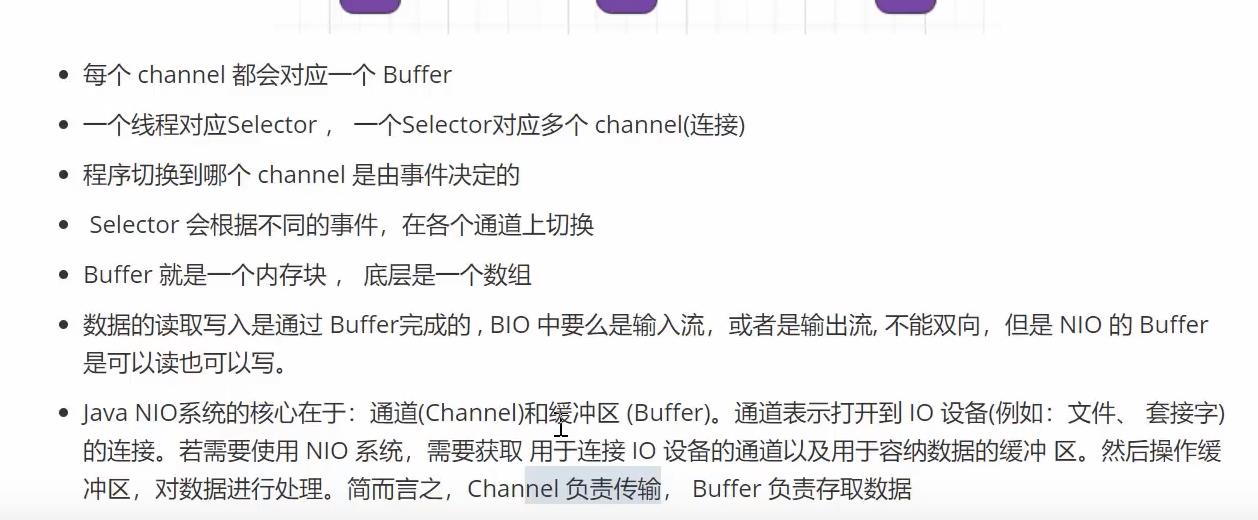 每个 channel 都会对应一个 Buffer
一个线程对应Selector ， 一个Selector对应多个 channel(连接)
程序切换到哪个 channel 是由事件决定的
Selector 会根据不同的事件，在各个通道上切换
Buffer 就是一个内存块 ， 底层是一个数组
数据的读取写入是通过 Buffer完成的 , BIO 中要么是输入流，或者是输出流, 不能双向，但是 NIO 的 Buffer
是可以读也可以写。
Java NIO系统的核心在于：通道(Channel)和缓冲区 (Buffer)。通道表示打开到 IO 设备(例如：文件、 套接字)
的连接。若需要使用 NIO 系统，需要获取 用于连接 IO 设备的通道以及用于容纳数据的缓冲 区。然后操作缓
冲区，对数据进行处理。简而言之，Channel 负责传输， Buffer 负责存取数据